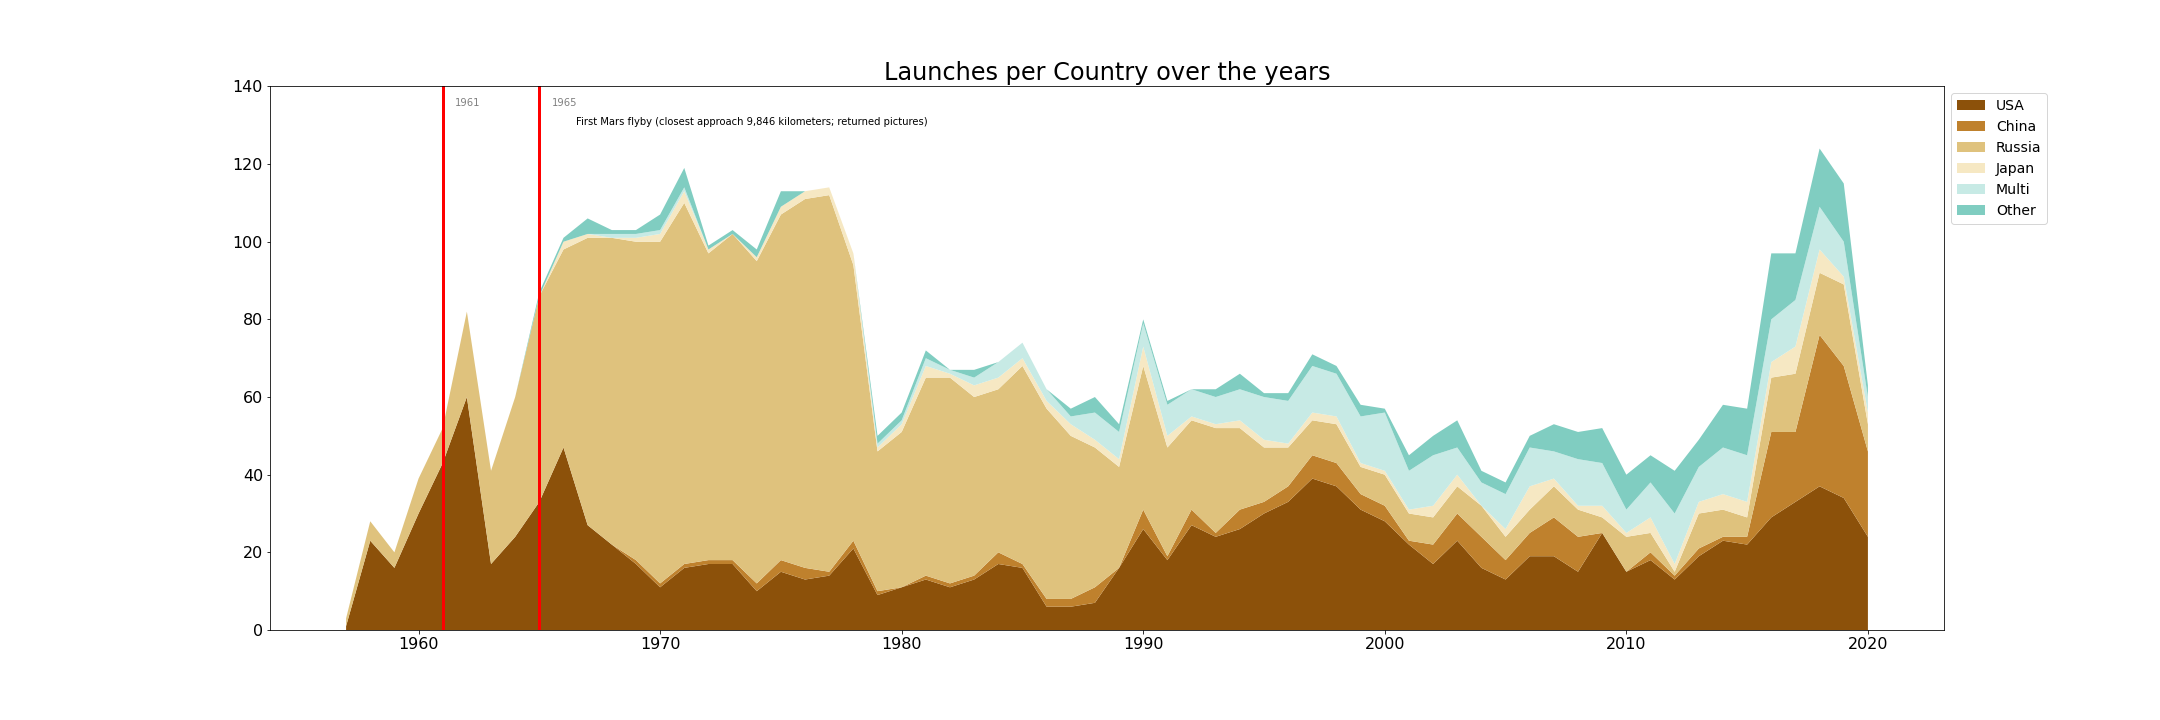 Launches per Country over the years
140
120
100
80
60
40
20
0
1961
1965
First Mars flyby (closest approach 9,846 kilometers; returned pictures)
USA
China
Russia
Japan
Multi
Other
1960
1970
1980
1990
2000
2010
2020